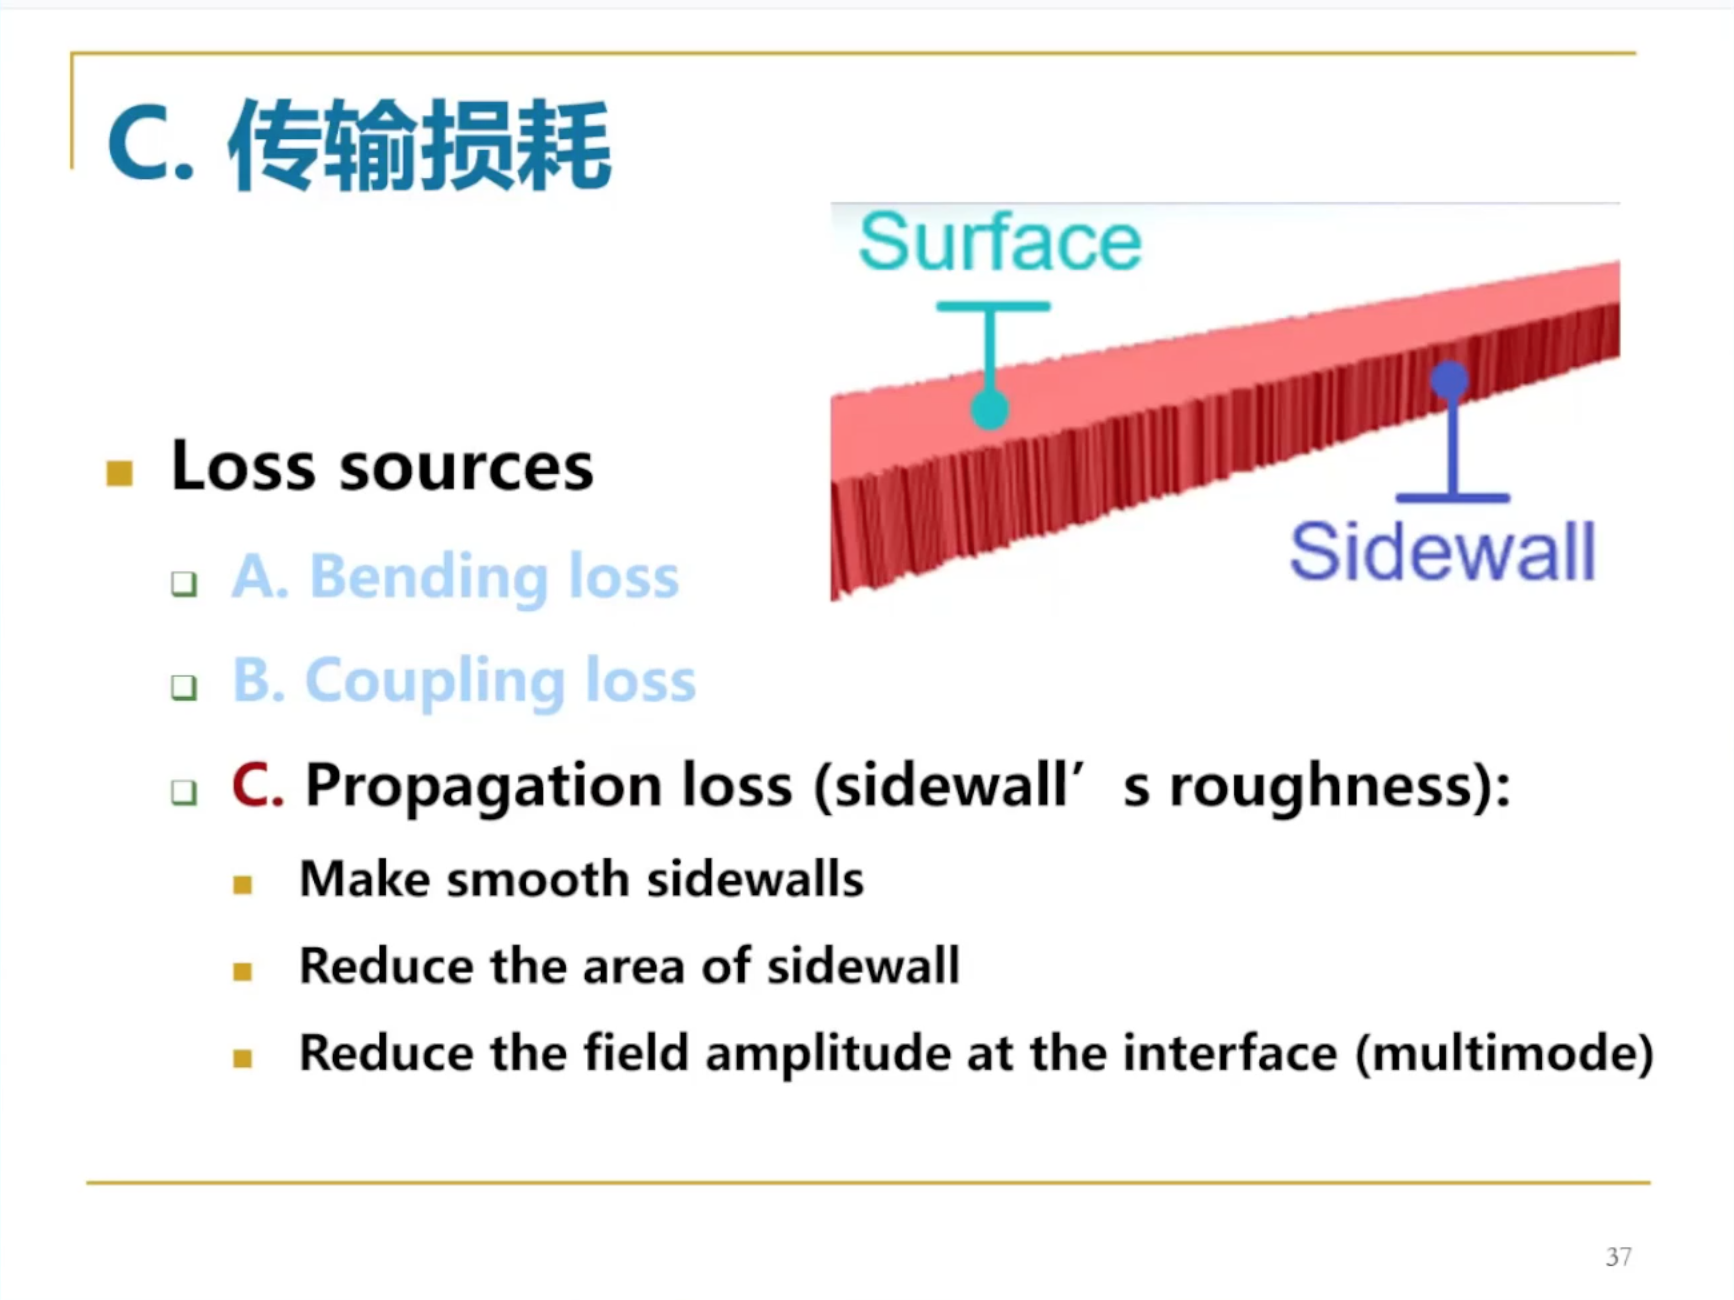 C. 传输损耗
Surface
Sidewall
Loss sources
A. Bending loss
B. Coupling loss
C. Propagation loss (sidewall’s roughness):
Make smooth sidewalls
Reduce the area of sidewall
Reduce the field amplitude at the interface (multimode)
37